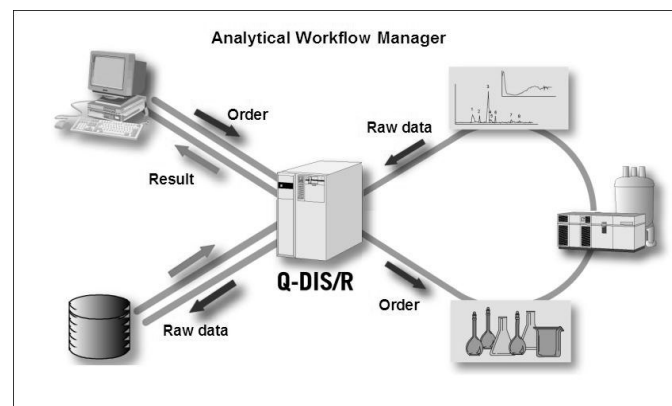 Analytical Workflow Manager
Order
Raw data
Result
Q-DIS/R
Raw data
Order